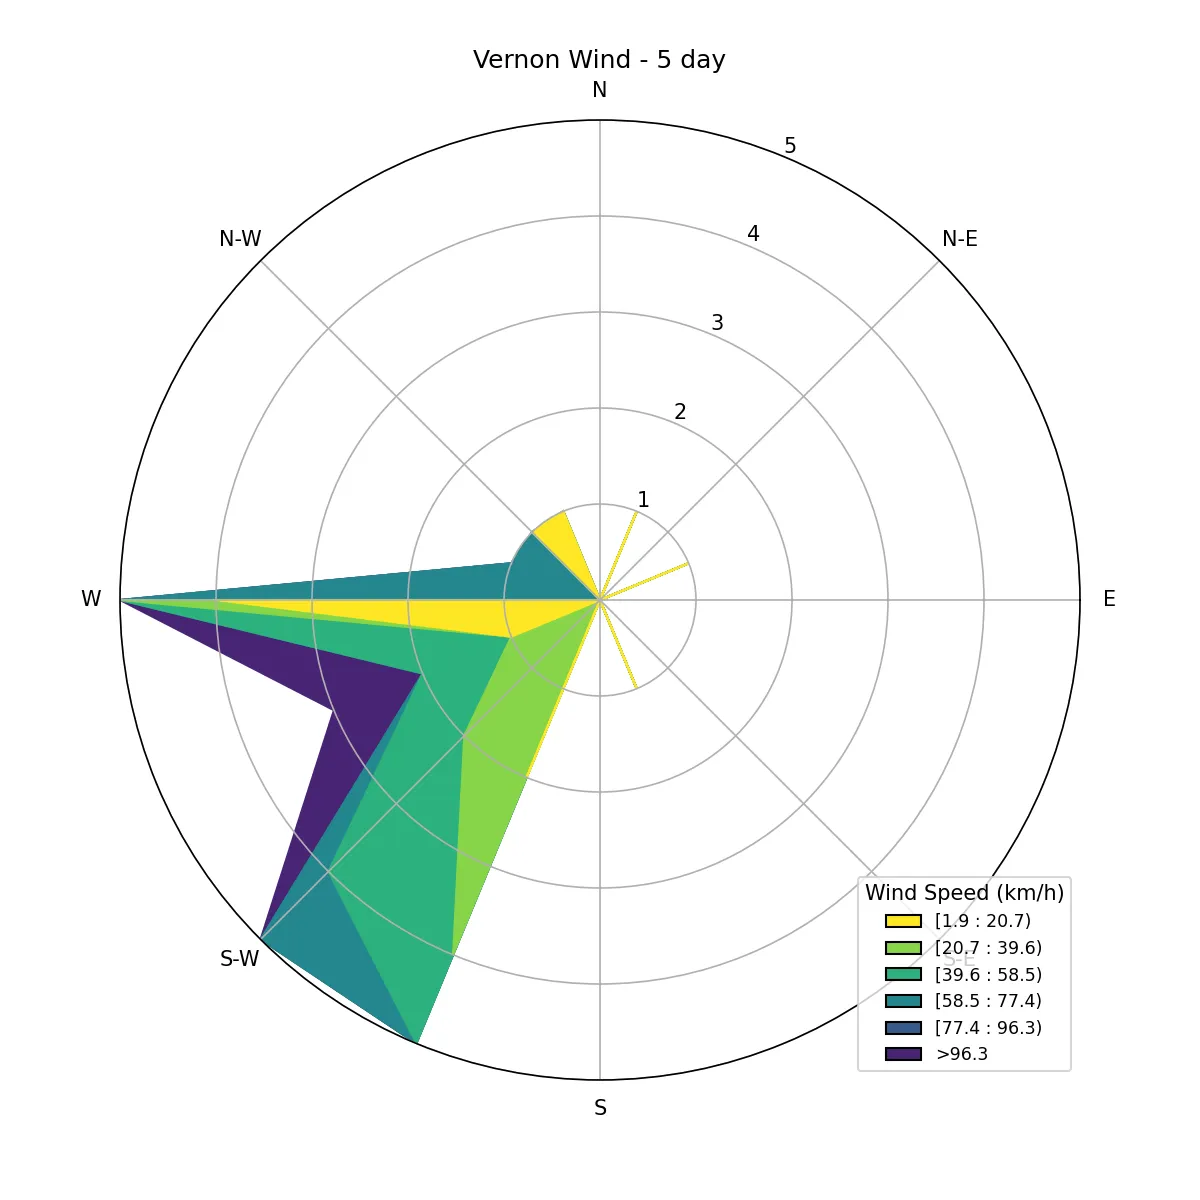 Vernon Wind - 5 day
N
5
N-W
4
N-E
3
2
1
W
E
S-W
S-E
S
Wind Speed (km/h)
[1.9 : 20.7)
[20.7 : 39.6)
[39.6 : 58.5)
[58.5 : 77.4)
[77.4 : 96.3)
>96.3